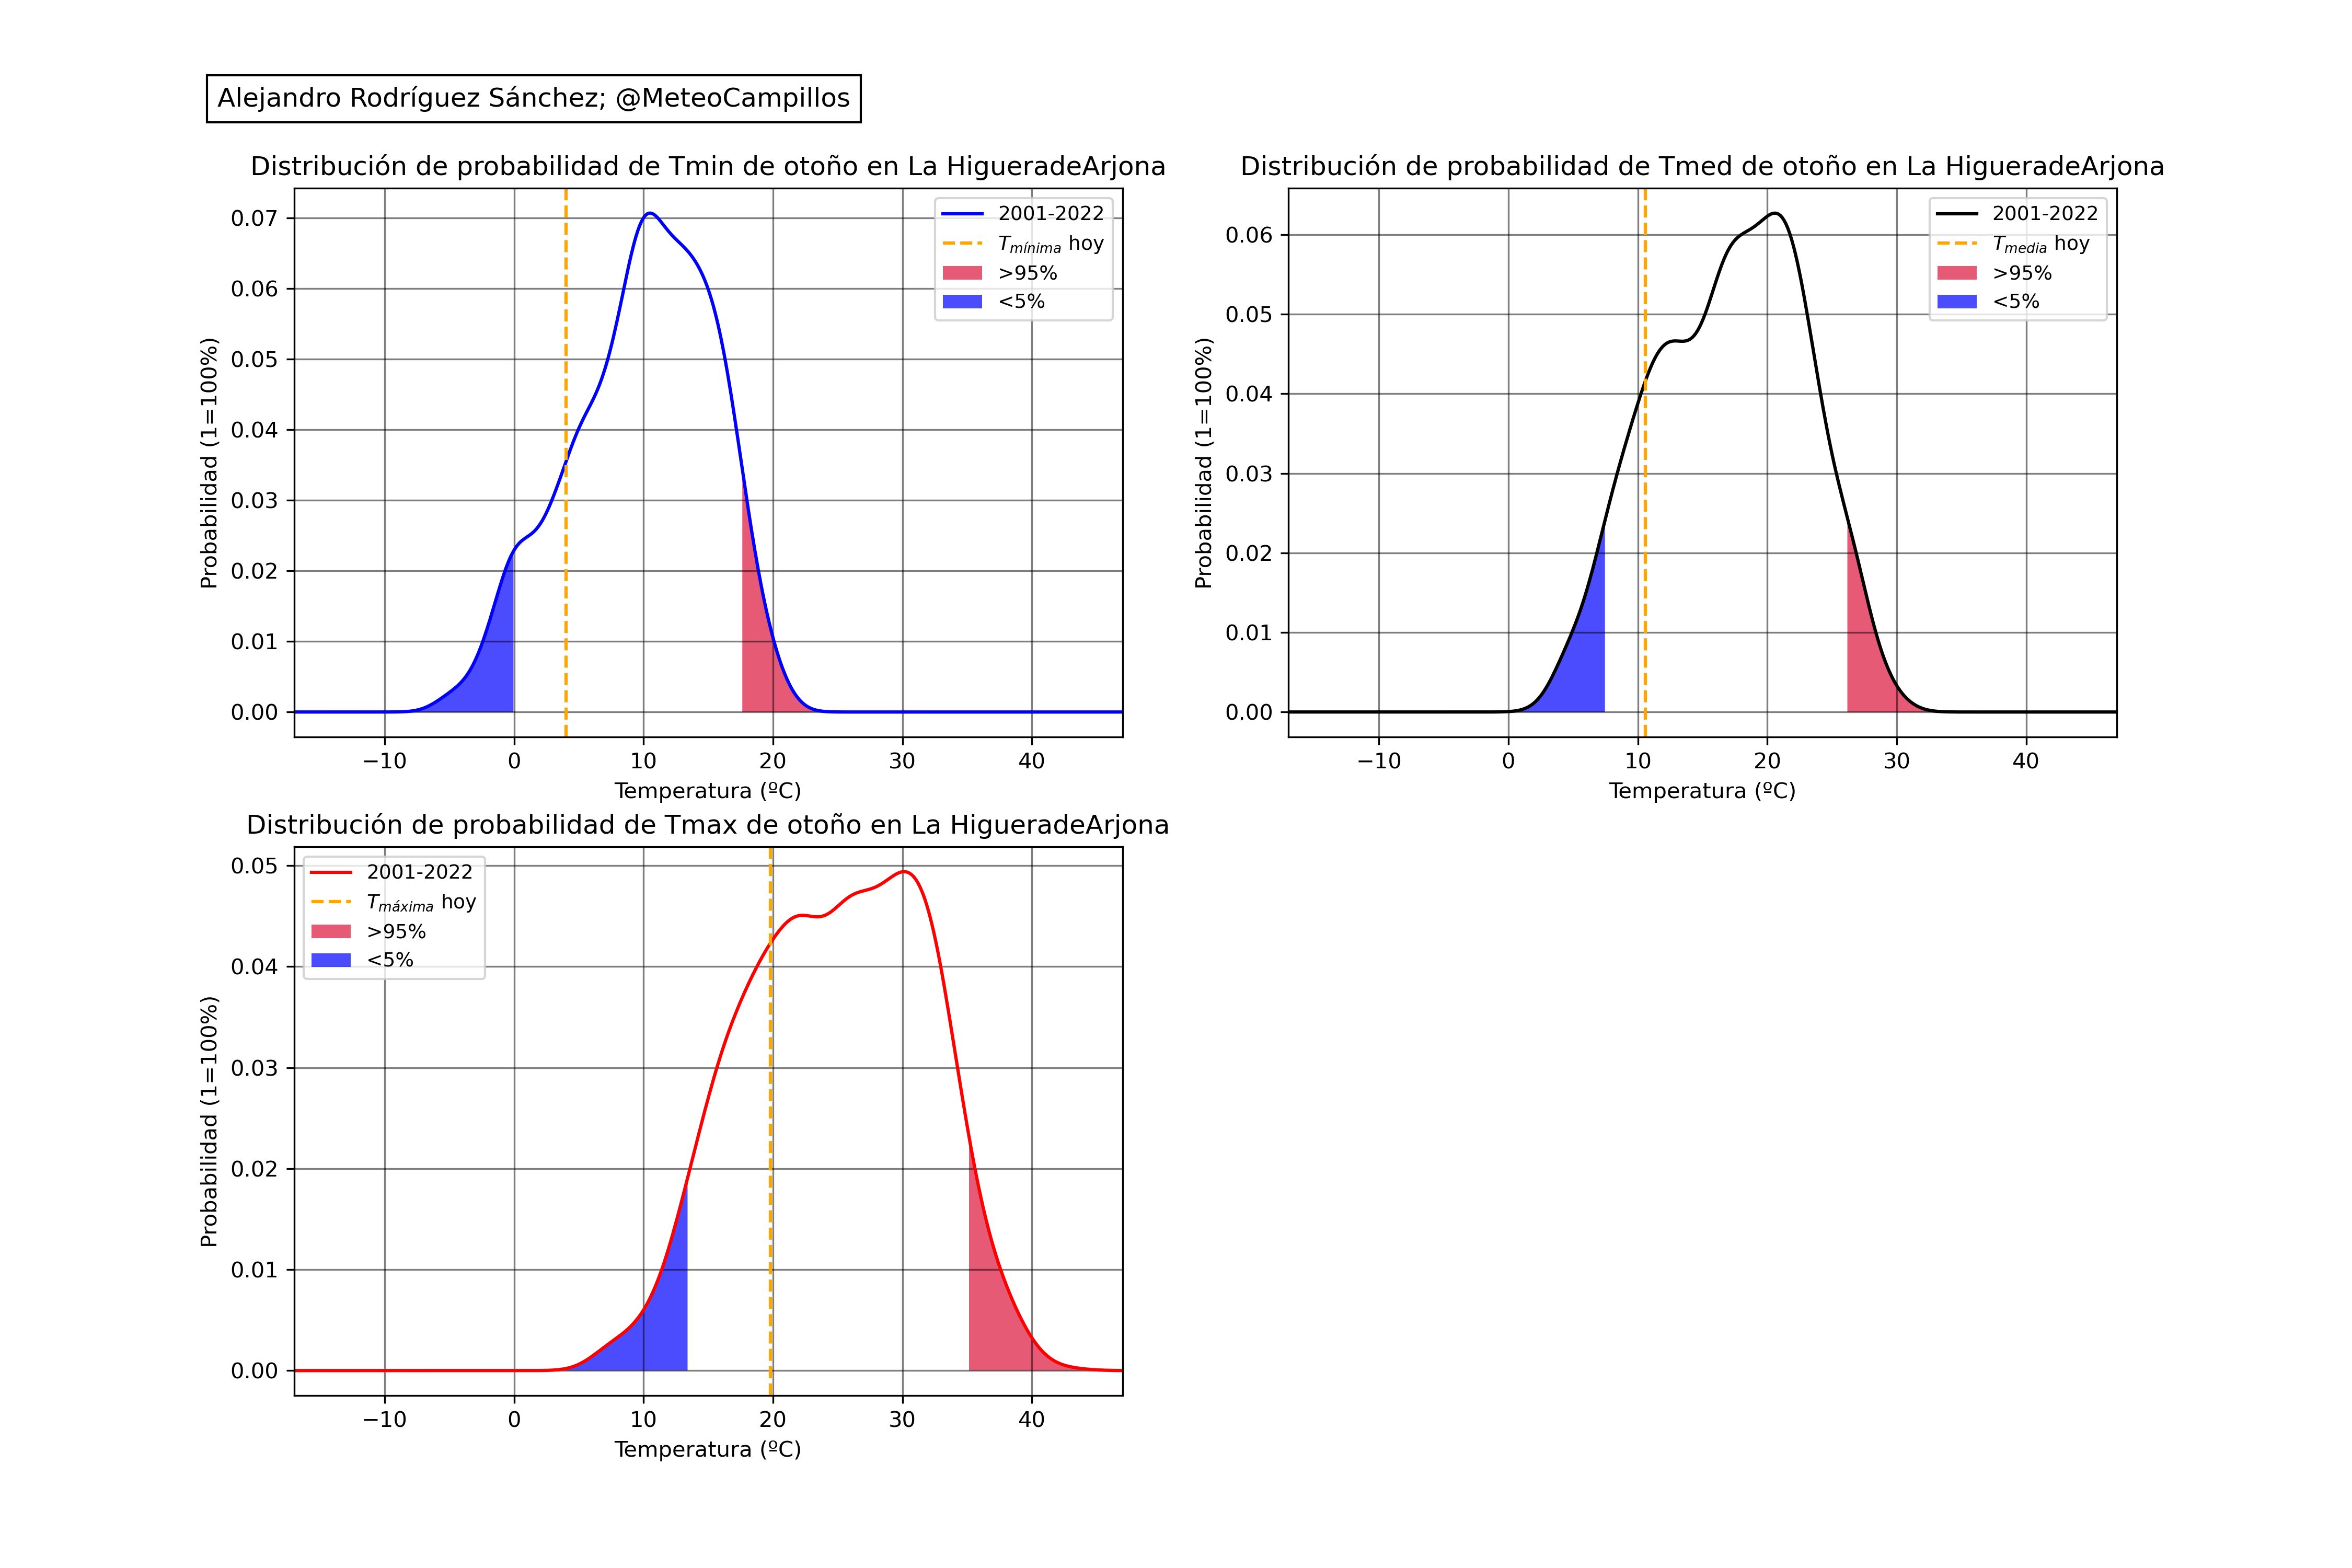 Alejandro Rodríguez Sánchez; @MeteoCampillos
Distribución de probabilidad de Tmin de otoño en La HigueradeArjona
0.07
0.06
0.05
0.04
0.03
0.02
0.01
0.00
Probabilidad (1=100%)
2001-2022
Tmínima hoy
>95%
<5%
−10 0 10 20 30 40
Temperatura (ºC)
Distribución de probabilidad de Tmed de otoño en La HigueradeArjona
0.06
0.05
0.04
0.03
0.02
0.01
0.00
Probabilidad (1=100%)
2001-2022
Tmedia hoy
>95%
<5%
−10 0 10 20 30 40
Temperatura (ºC)
Distribución de probabilidad de Tmax de otoño en La HigueradeArjona
0.05
0.04
0.03
0.02
0.01
0.00
Probabilidad (1=100%)
2001-2022
Tmáxima hoy
>95%
<5%
−10 0 10 20 30 40
Temperatura (ºC)